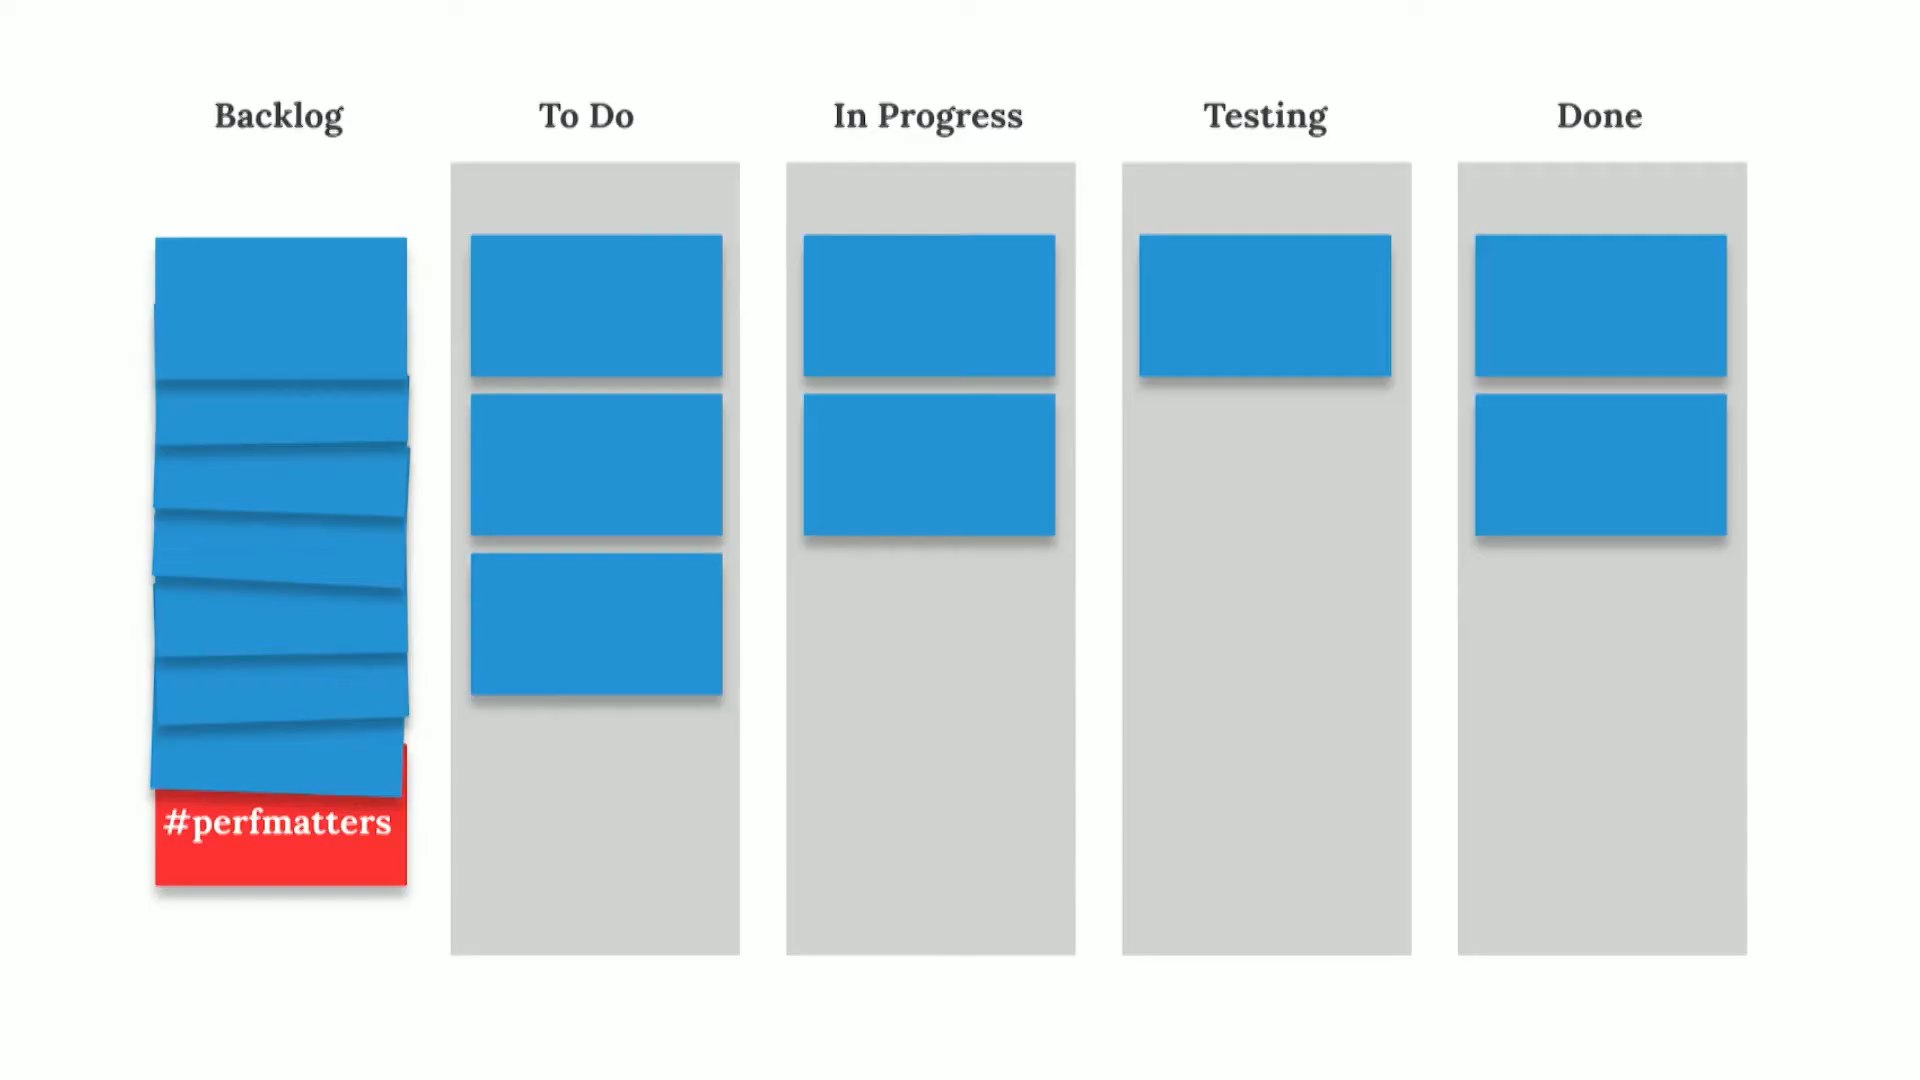 Backlog
To Do
In Progress
Testing
Done
#perfmatters